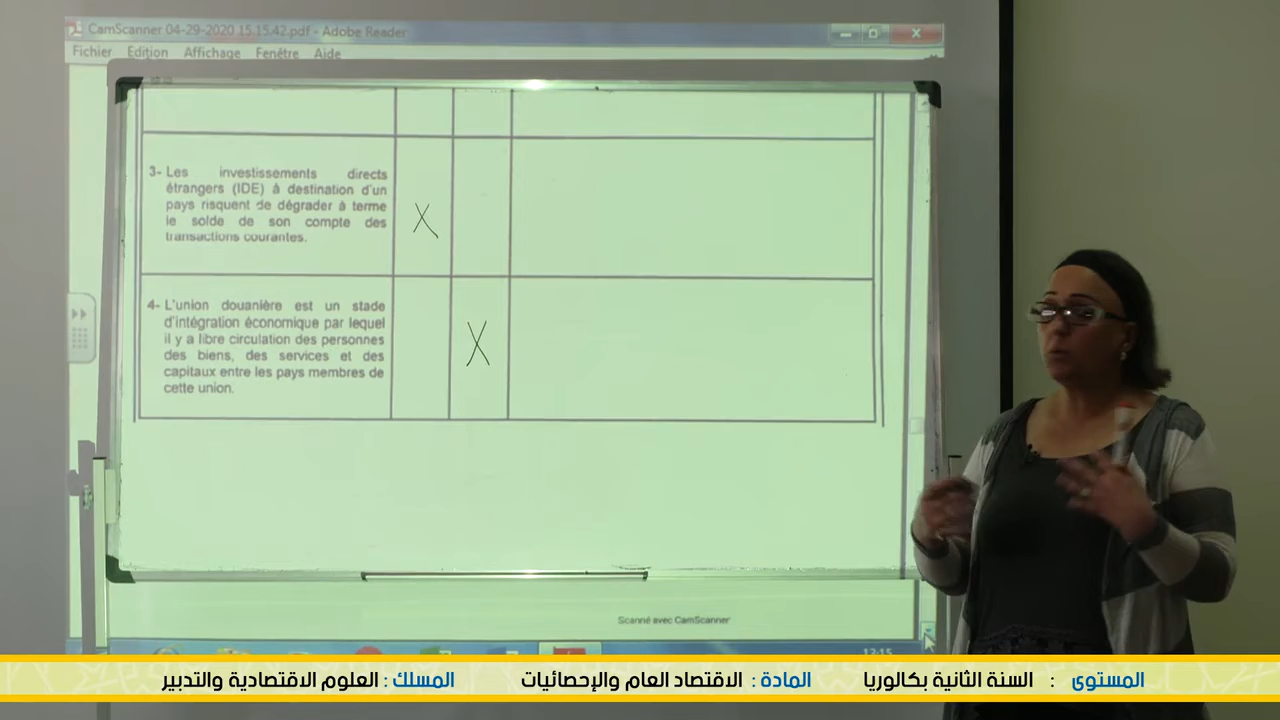 CamScanner 04-29-2020 15.15.42.pdf - Adobe Reader
Fichier Edition Affichage Fenêtre Aide
3- Les investissements directs
étrangers (IDE) à destination d'un
pays risquent de dégrader à terme
le solde de son compte des
transactions courantes.
X
4- L'union douanière est un stade
d'intégration économique par lequel
il y a libre circulation des personnes
des biens, des services et des
capitaux entre les pays membres de
cette union.
X
Scanné avec CamScanner
12:15
المستوى : السنة الثانية بكالوريا المادة : الاقتصاد العام والإحصائيات المسلك : العلوم الاقتصادية والتدبير